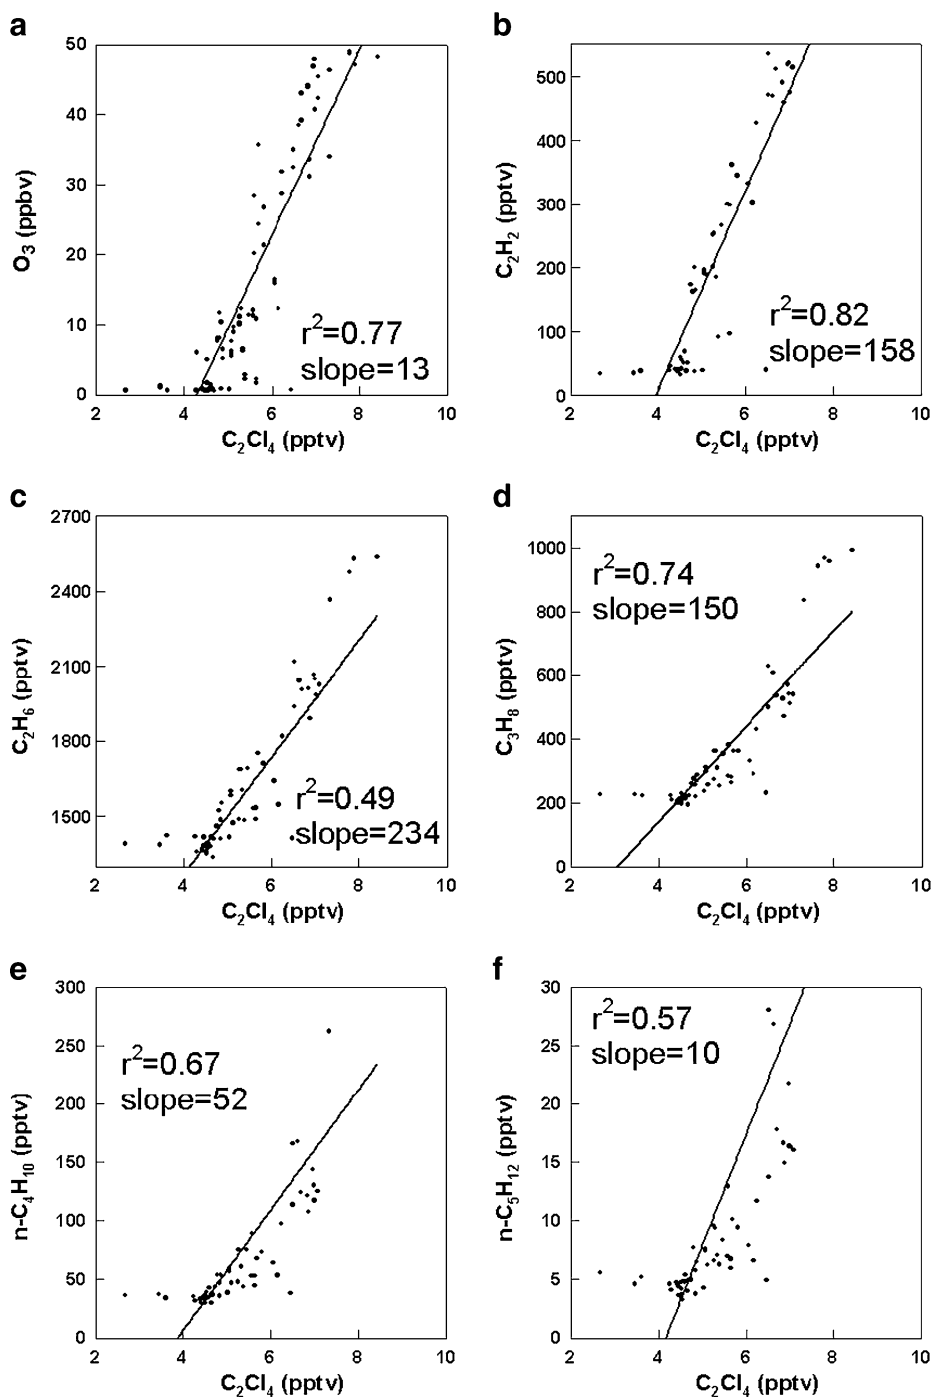 a
b
50
40
30
20
10
0
O3 (ppbv)
r2=0.77
slope=13
2 4 6 8 10
C2Cl4 (pptv)
500
400
300
200
100
0
C2H2 (pptv)
r2=0.82
slope=158
2 4 6 8 10
C2Cl4 (pptv)
c
d
2700
2400
2100
1800
1500
C2H6 (pptv)
r2=0.49
slope=234
2 4 6 8 10
C2Cl4 (pptv)
1000
800
600
400
200
0
C3H8 (pptv)
r2=0.74
slope=150
2 4 6 8 10
C2Cl4 (pptv)
e
f
300
250
200
150
100
50
0
n-C4H10 (pptv)
r2=0.67
slope=52
2 4 6 8 10
C2Cl4 (pptv)
30
25
20
15
10
5
0
n-C5H12 (pptv)
r2=0.57
slope=10
2 4 6 8 10
C2Cl4 (pptv)